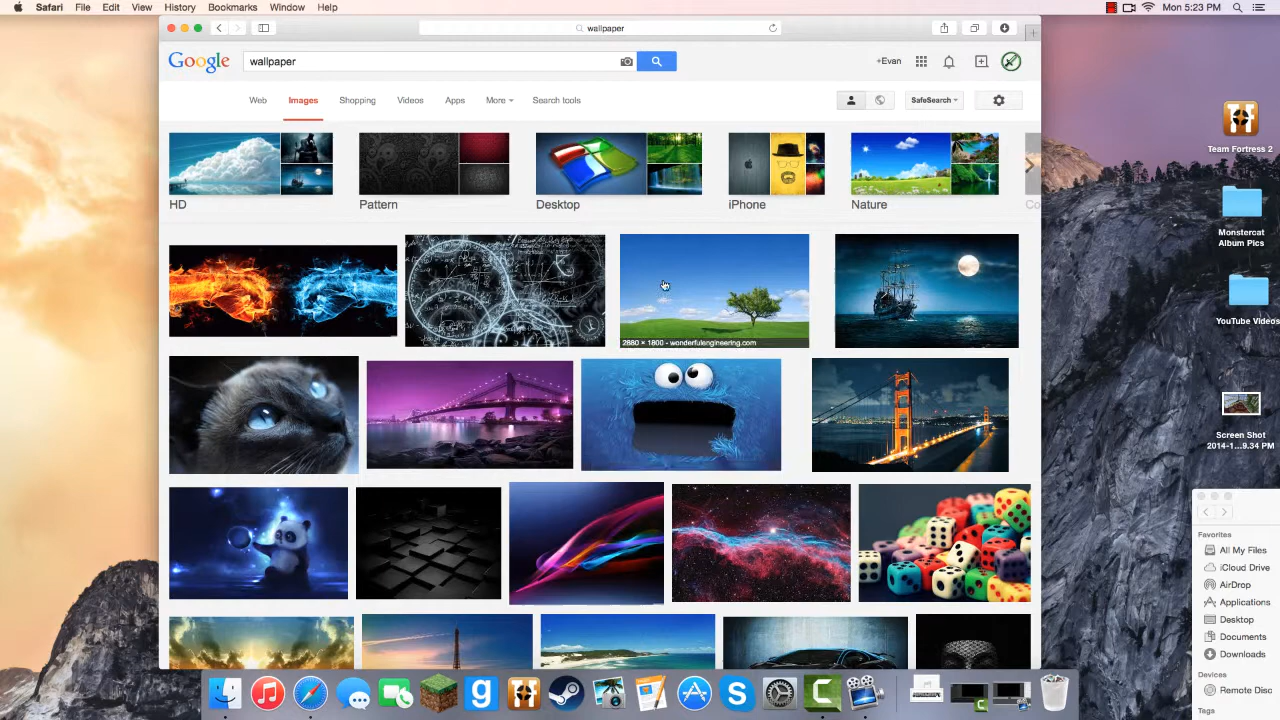 Safari File Edit View History Bookmarks Window Help
Mon 5:23 PM
wallpaper
Google
wallpaper
+Evan
Web Images Shopping Videos Apps More Search tools
SafeSearch
HD Pattern Desktop iPhone Nature Co
2880 × 1800 - wonderfulengineering.com
Team Fortress 2
Monstercat
Album Pics
YouTube Videos
Screen Shot
2014-1...9.34 PM
Favorites
All My Files
iCloud Drive
AirDrop
Applications
Desktop
Documents
Downloads
Devices
Remote Disc
Tags